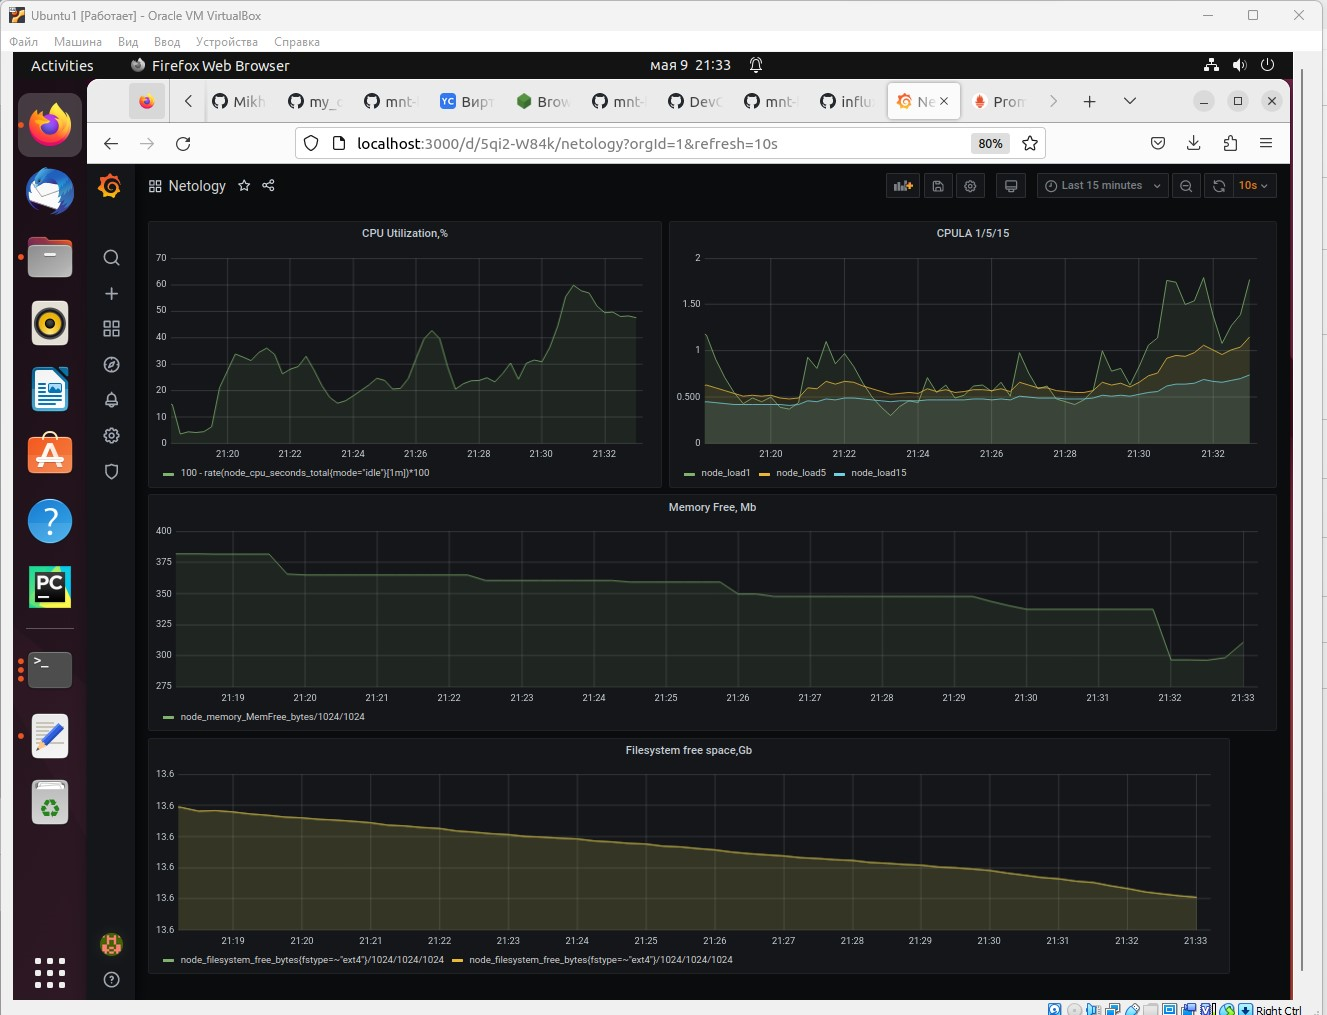 Ubuntu1 [Работает] - Oracle VM VirtualBox
Файл Машина Вид Ввод Устройства Справка
Activities Firefox Web Browser мая 9 21:33
Mikh my_ mnt- Вирт Brow mnt- DevO mnt- influ Ne Prom
localhost:3000/d/5qi2-W84k/netology?orgId=1&refresh=10s 80%
Netology Last 15 minutes 10s
CPU Utilization,%
70
60
50
40
30
20
10
0
21:20 21:22 21:24 21:26 21:28 21:30 21:32
100 - rate(node_cpu_seconds_total{mode="idle"}[1m])*100
CPULA 1/5/15
2
1.50
1
0.500
0
21:20 21:22 21:24 21:26 21:28 21:30 21:32
node_load1 node_load5 node_load15
Memory Free, Mb
400
375
350
325
300
275
21:19 21:20 21:21 21:22 21:23 21:24 21:25 21:26 21:27 21:28 21:29 21:30 21:31 21:32 21:33
node_memory_MemFree_bytes/1024/1024
Filesystem free space,Gb
13.6
13.6
13.6
13.6
13.6
13.6
21:19 21:20 21:21 21:22 21:23 21:24 21:25 21:26 21:27 21:28 21:29 21:30 21:31 21:32 21:33
node_filesystem_free_bytes{fstype=~"ext4"}/1024/1024/1024 node_filesystem_free_bytes{fstype=~"ext4"}/1024/1024/1024
PC
Right Ctrl